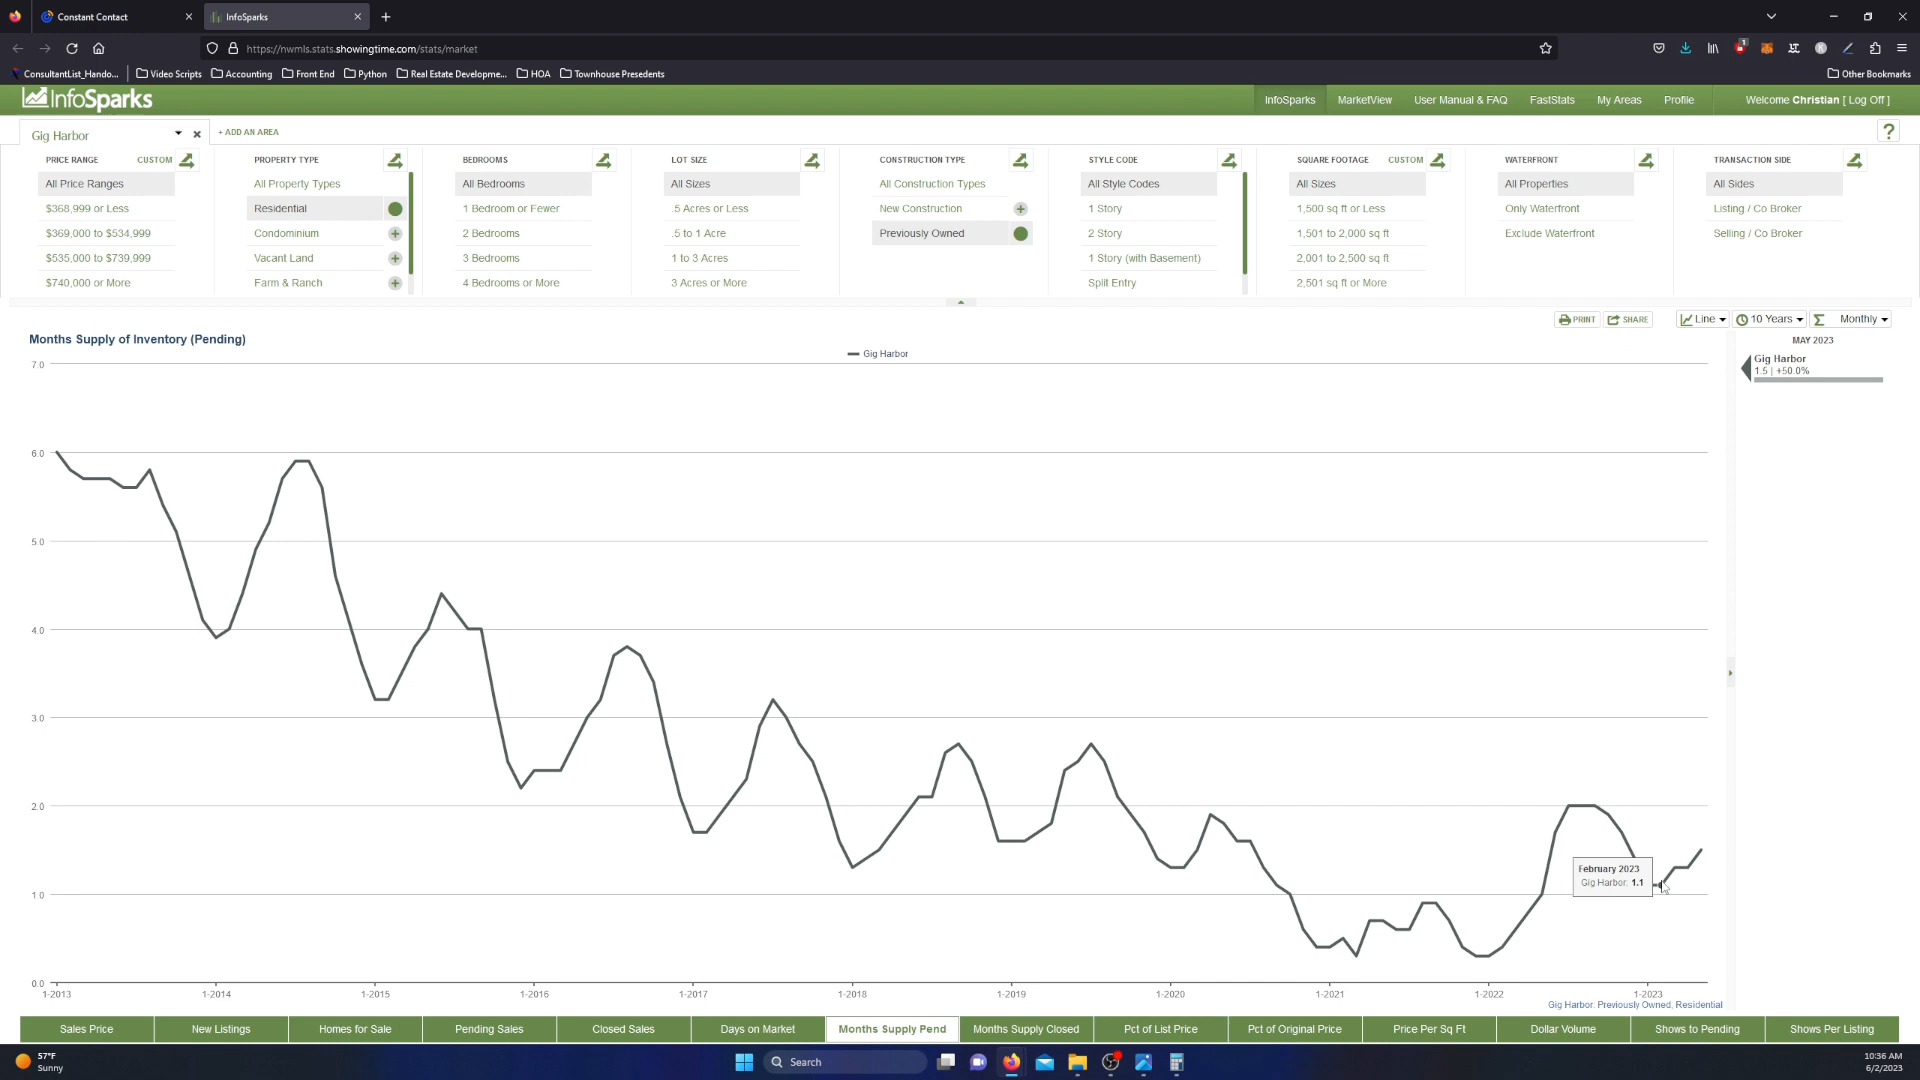 Constant Contact
InfoSparks
https://nwmls.stats.showingtime.com/stats/market
1
ConsultantList_Hando...
Video Scripts
Accounting
Front End
Python
Real Estate Developme...
HOA
Townhouse Presedents
Other Bookmarks
InfoSparks
InfoSparks
MarketView
User Manual & FAQ
FastStats
My Areas
Profile
Welcome Christian [ Log Off ]
Gig Harbor
+ ADD AN AREA
?
PRICE RANGE CUSTOM
All Price Ranges
$368,999 or Less
$369,000 to $534,999
$535,000 to $739,999
$740,000 or More
PROPERTY TYPE
All Property Types
Residential
Condominium
Vacant Land
Farm & Ranch
BEDROOMS
All Bedrooms
1 Bedroom or Fewer
2 Bedrooms
3 Bedrooms
4 Bedrooms or More
LOT SIZE
All Sizes
.5 Acres or Less
.5 to 1 Acre
1 to 3 Acres
3 Acres or More
CONSTRUCTION TYPE
All Construction Types
New Construction
Previously Owned
STYLE CODE
All Style Codes
1 Story
2 Story
1 Story (with Basement)
Split Entry
SQUARE FOOTAGE CUSTOM
All Sizes
1,500 sq ft or Less
1,501 to 2,000 sq ft
2,001 to 2,500 sq ft
2,501 sq ft or More
WATERFRONT
All Properties
Only Waterfront
Exclude Waterfront
TRANSACTION SIDE
All Sides
Listing / Co Broker
Selling / Co Broker
PRINT
SHARE
Line
10 Years
Monthly
Months Supply of Inventory (Pending)
Gig Harbor
MAY 2023
Gig Harbor
1.5 | +50.0%
7.0
6.0
5.0
4.0
3.0
2.0
1.0
0.0
February 2023
Gig Harbor: 1.1
1-2013
1-2014
1-2015
1-2016
1-2017
1-2018
1-2019
1-2020
1-2021
1-2022
1-2023
Gig Harbor: Previously Owned, Residential
Sales Price
New Listings
Homes for Sale
Pending Sales
Closed Sales
Days on Market
Months Supply Pend
Months Supply Closed
Pct of List Price
Pct of Original Price
Price Per Sq Ft
Dollar Volume
Shows to Pending
Shows Per Listing
57°F
Sunny
Search
10:36 AM
6/2/2023